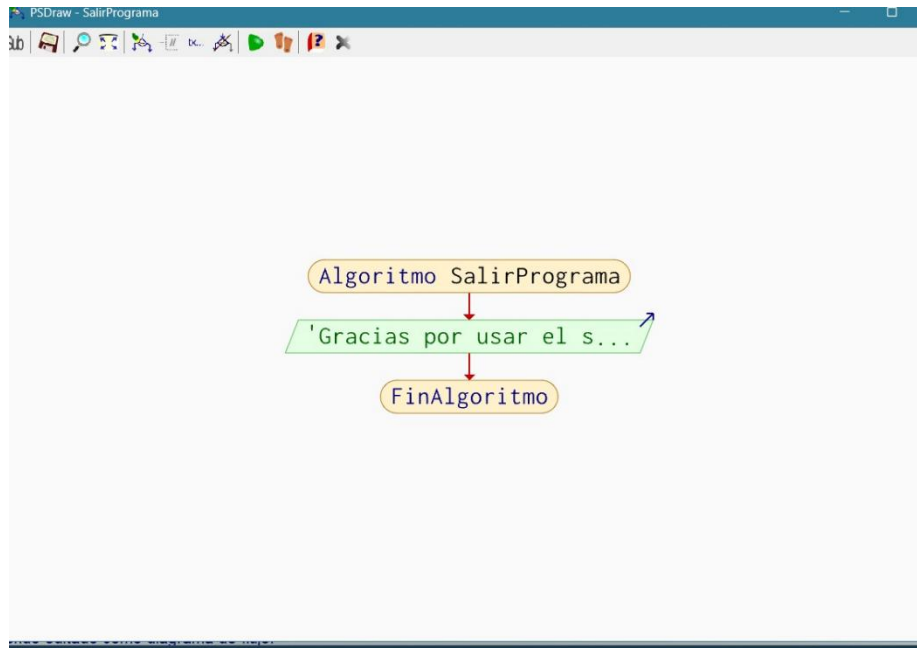 PSDraw - SalirPrograma
Algoritmo SalirPrograma
'Gracias por usar el s...
FinAlgoritmo